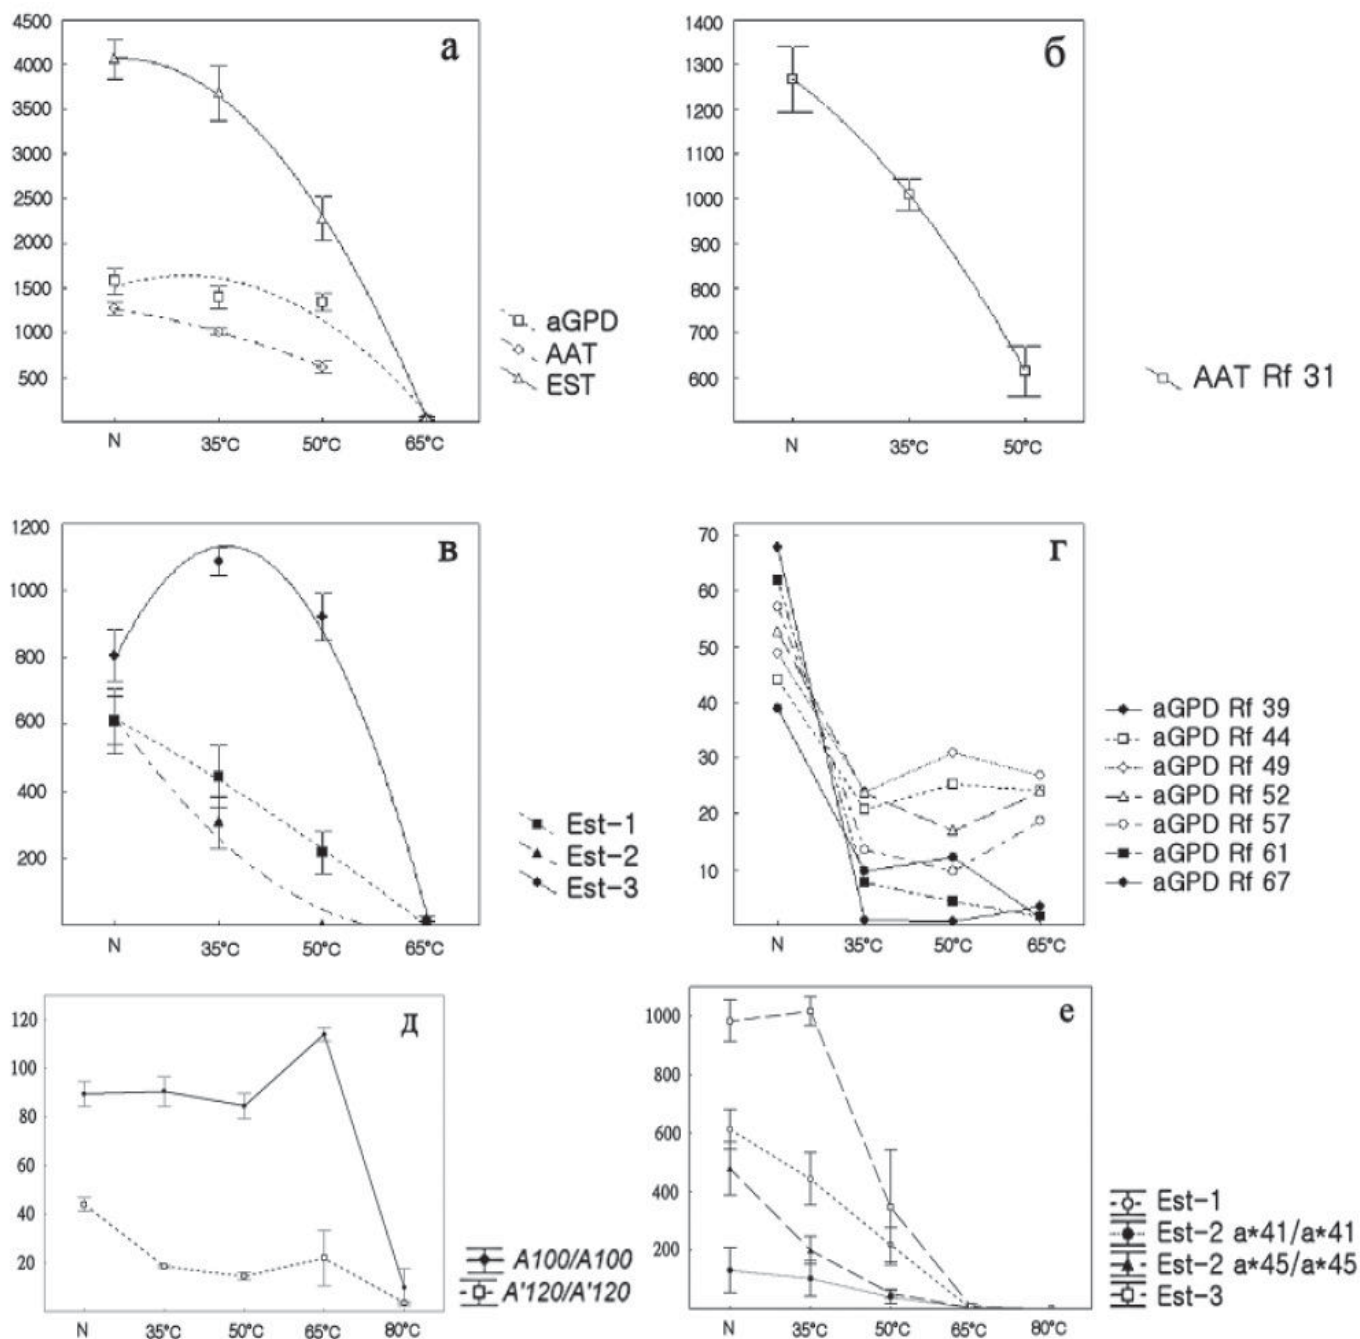 4500
4000
3500
3000
2500
2000
1500
1000
500
а
N 35°C 50°C 65°C
aGPD
AAT
EST
1400
1300
1200
1100
1000
900
800
700
600
б
N 35°C 50°C
AAT Rf 31
1200
1000
800
600
400
200
в
N 35°C 50°C 65°C
Est-1
Est-2
Est-3
70
60
50
40
30
20
10
г
N 35°C 50°C 65°C
aGPD Rf 39
aGPD Rf 44
aGPD Rf 49
aGPD Rf 52
aGPD Rf 57
aGPD Rf 61
aGPD Rf 67
120
100
80
60
40
20
д
N 35°C 50°C 65°C 80°C
A100/A100
A'120/A'120
1000
800
600
400
200
е
N 35°C 50°C 65°C 80°C
Est-1
Est-2 a*41/a*41
Est-2 a*45/a*45
Est-3